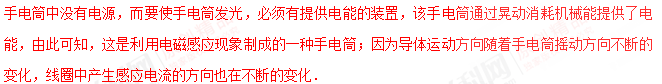 手电筒中没有电源，而要使手电筒发光，必须有提供电能的装置，该手电筒通过晃动消耗机械能提供了电
能，由此可知，这是利用电磁感应现象制成的一种手电筒；因为导体运动方向随着手电筒摇动方向不断的
变化，线圈中产生感应电流的方向也在不断的变化．